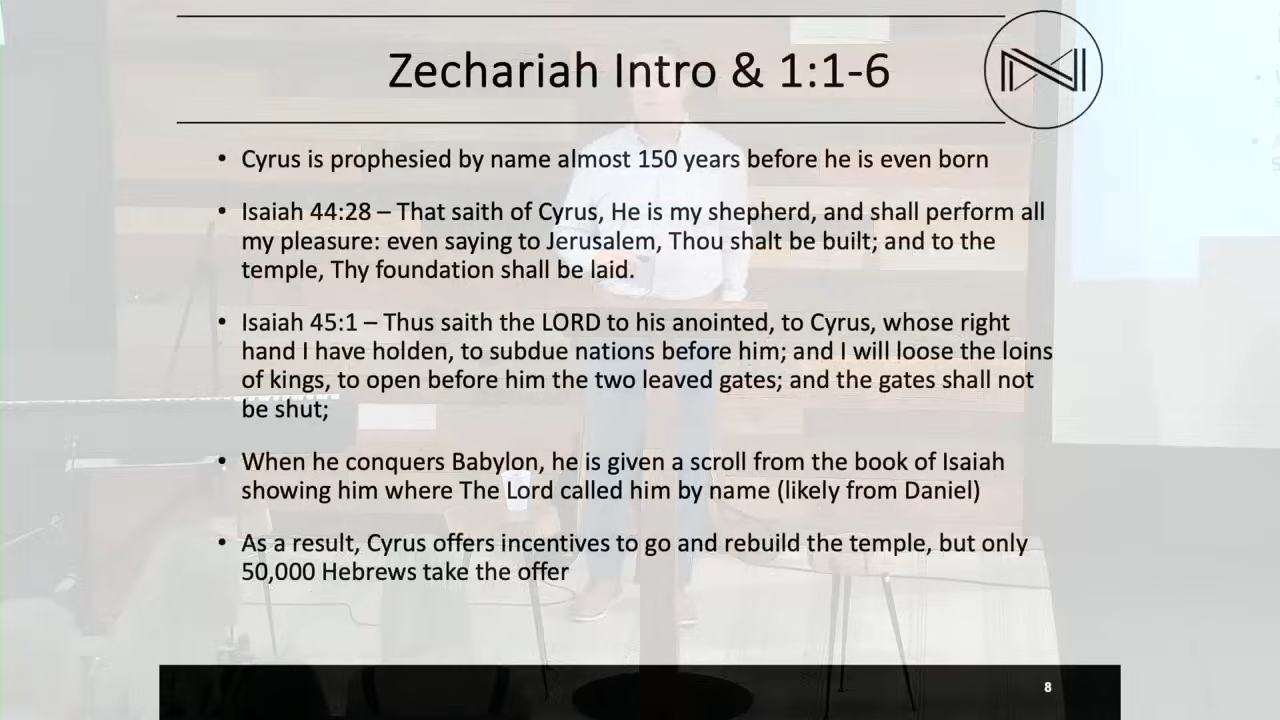 Zechariah Intro & 1:1-6
• Cyrus is prophesied by name almost 150 years before he is even born
• Isaiah 44:28 – That saith of Cyrus, He is my shepherd, and shall perform all
my pleasure: even saying to Jerusalem, Thou shalt be built; and to the
temple, Thy foundation shall be laid.
• Isaiah 45:1 – Thus saith the LORD to his anointed, to Cyrus, whose right
hand I have holden, to subdue nations before him; and I will loose the loins
of kings, to open before him the two leaved gates; and the gates shall not
be shut;
• When he conquers Babylon, he is given a scroll from the book of Isaiah
showing him where The Lord called him by name (likely from Daniel)
• As a result, Cyrus offers incentives to go and rebuild the temple, but only
50,000 Hebrews take the offer
8